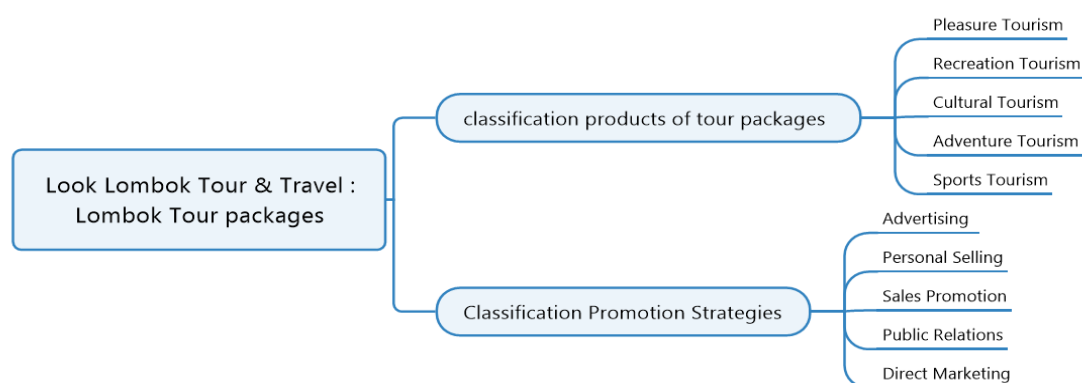 Look Lombok Tour & Travel :
Lombok Tour packages
classification products of tour packages
Pleasure Tourism
Recreation Tourism
Cultural Tourism
Adventure Tourism
Sports Tourism
Classification Promotion Strategies
Advertising
Personal Selling
Sales Promotion
Public Relations
Direct Marketing